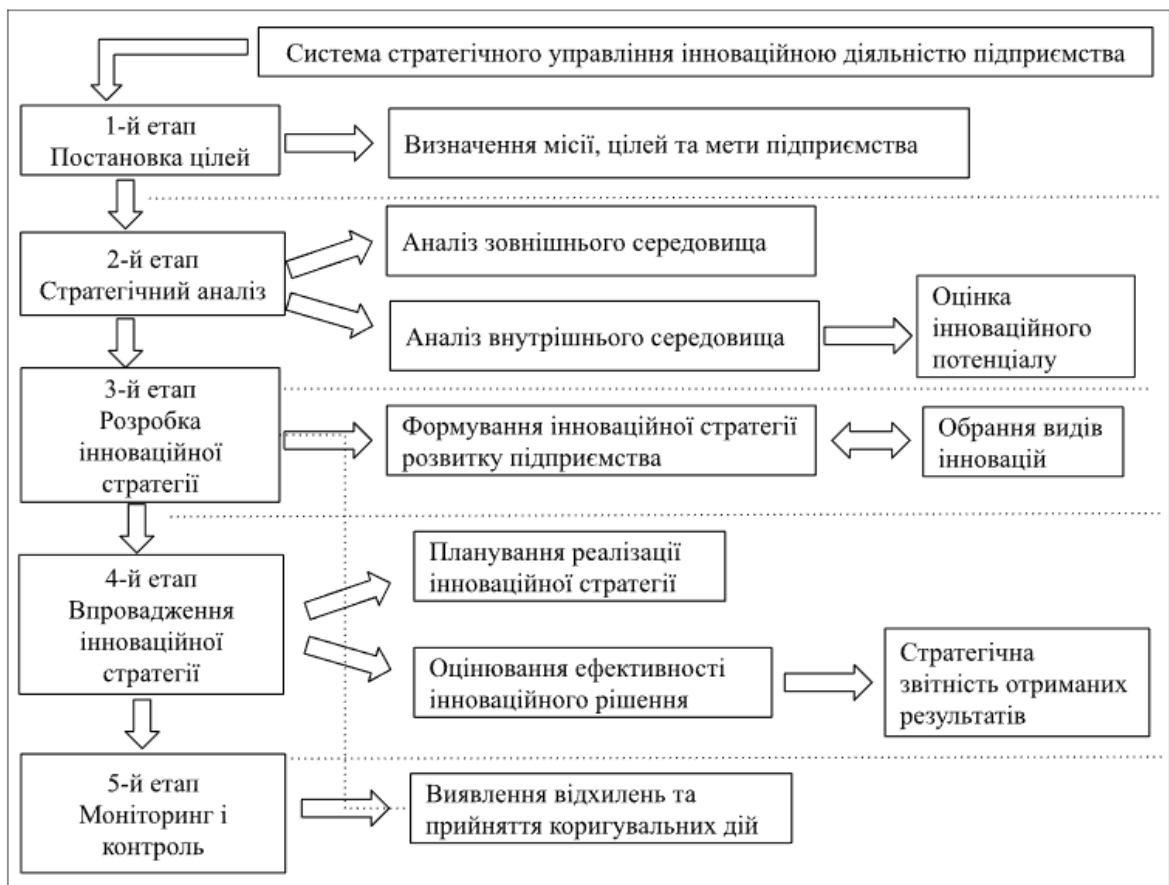 Система стратегічного управління інноваційною діяльністю підприємства
1-й етап
Постановка цілей
Визначення місії, цілей та мети підприємства
2-й етап
Стратегічний аналіз
Аналіз зовнішнього середовища
Аналіз внутрішнього середовища
Оцінка
інноваційного
потенціалу
3-й етап
Розробка
інноваційної
стратегії
Формування інноваційної стратегії
розвитку підприємства
Обрання видів
інновацій
4-й етап
Впровадження
інноваційної
стратегії
Планування реалізації
інноваційної стратегії
Оцінювання ефективності
інноваційного рішення
Стратегічна
звітність отриманих
результатів
5-й етап
Моніторинг і
контроль
Виявлення відхилень та
прийняття коригувальних дій